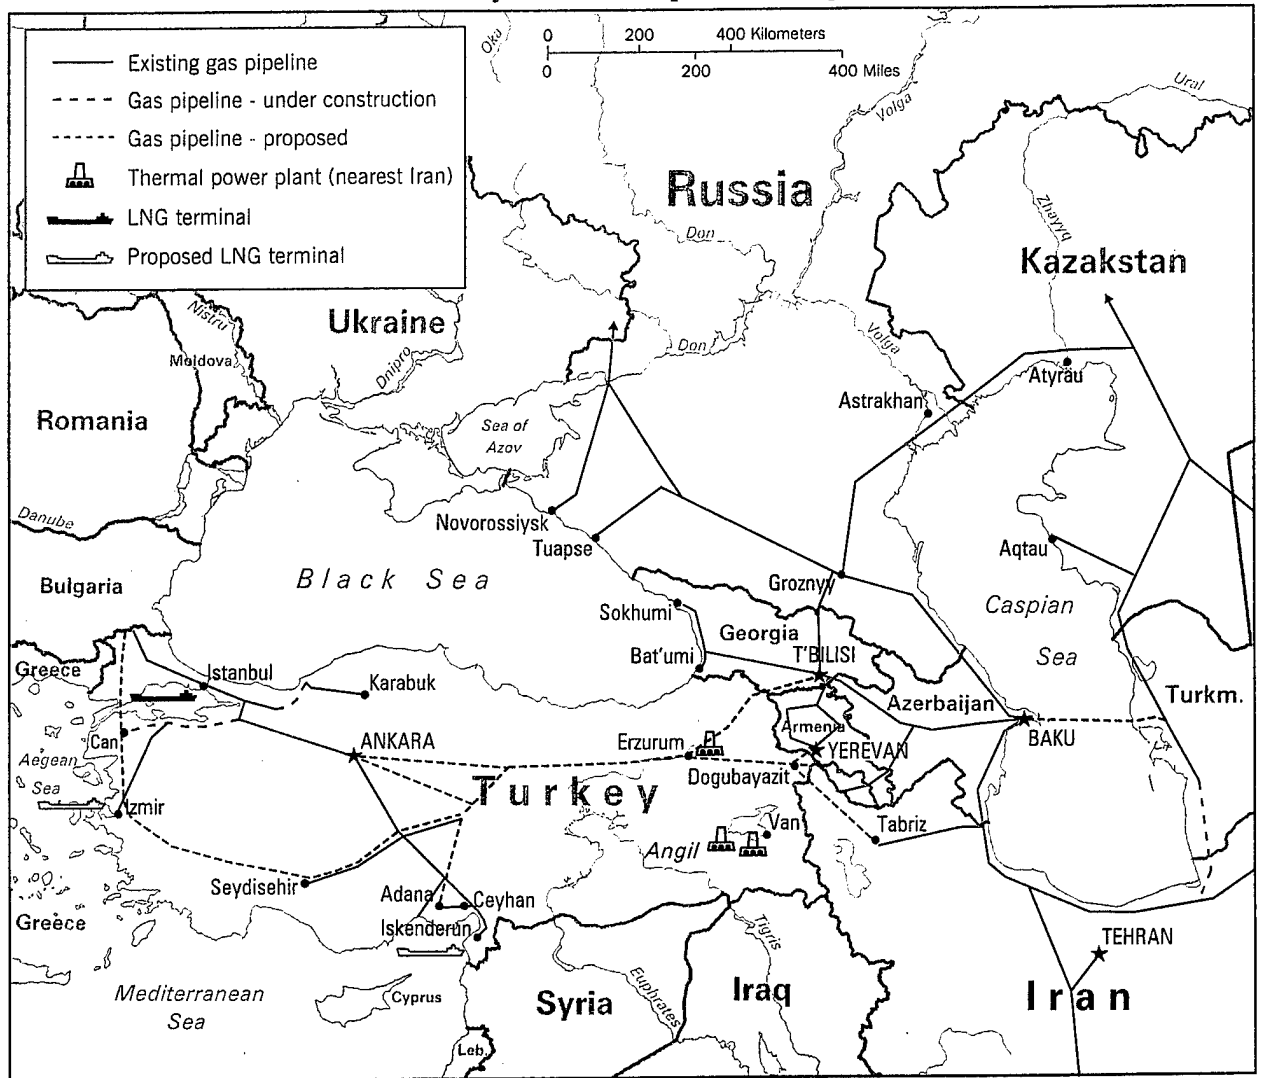 Oka
0 200 400 Kilometers
0 200 400 Miles
Existing gas pipeline
Gas pipeline - under construction
Gas pipeline - proposed
Thermal power plant (nearest Iran)
LNG terminal
Proposed LNG terminal
Volga
Ural
Russia
Zhayyq
Don
Kazakstan
Nistru
Ukraine
Moldova
Dnipro
Don
Volga
Atyrāu
Astrakhan
Romania
Sea of
Azov
Danube
Novorossiysk
Tuapse
Aqtau
Bulgaria
Black Sea
Groznyy
Caspian
Sea
Sokhumi
Georgia
T'BILISI
Greece
Istanbul
Karabuk
Bat'umi
Azerbaijan
Turkm.
Can
ANKARA
Erzurum
Armenia
YEREVAN
BAKU
Aegean
Sea
Dogubayazit
Turkey
Izmir
Van
Tabriz
Angil
Seydisehir
Adana
Ceyhan
Greece
Iskenderun
Tigris
TEHRAN
Mediterranean
Sea
Cyprus
Syria
Euphrates
Iraq
Iran
Leb.